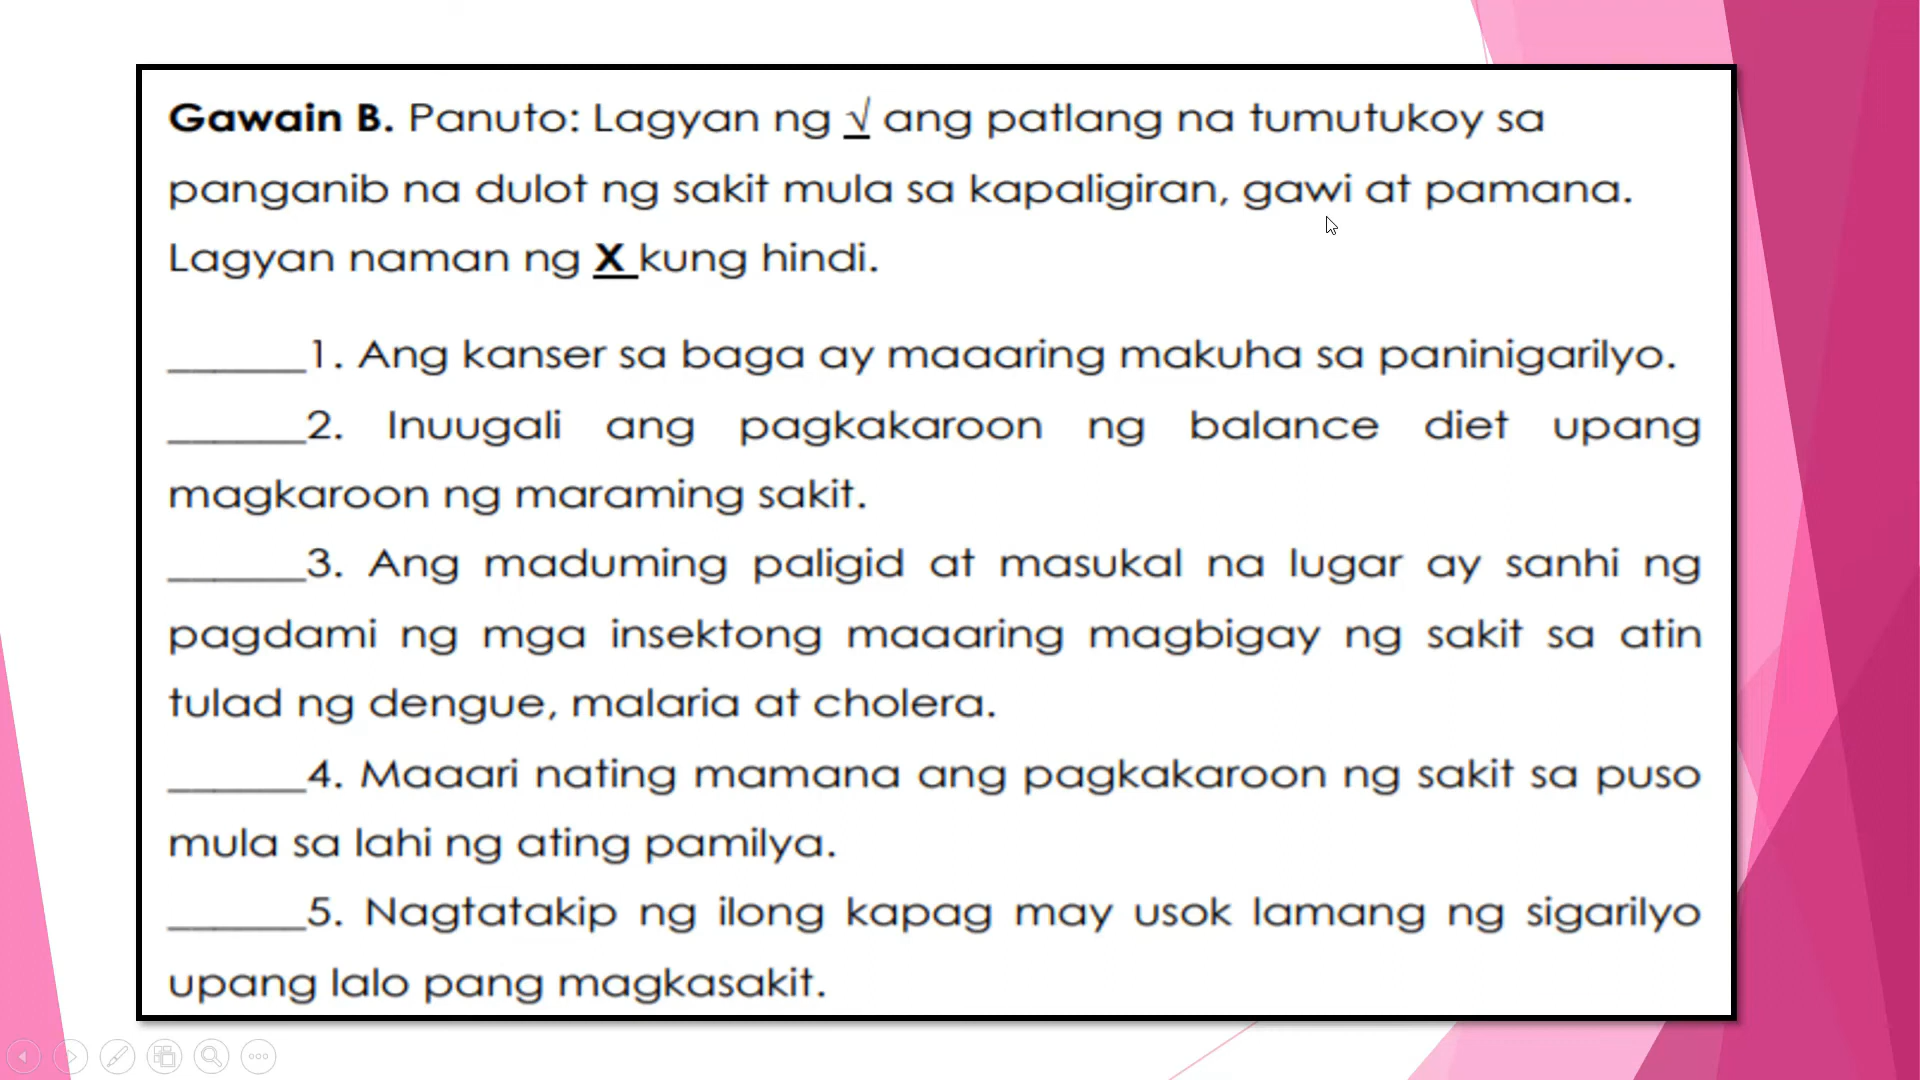 Gawain B. Panuto: Lagyan ng √ ang patlang na tumutukoy sa
panganib na dulot ng sakit mula sa kapaligiran, gawi at pamana.
Lagyan naman ng X kung hindi.
______1. Ang kanser sa baga ay maaaring makuha sa paninigarilyo.
______2. Inuugali ang pagkakaroon ng balance diet upang
magkaroon ng maraming sakit.
______3. Ang maduming paligid at masukal na lugar ay sanhi ng
pagdami ng mga insektong maaaring magbigay ng sakit sa atin
tulad ng dengue, malaria at cholera.
______4. Maaari nating mamana ang pagkakaroon ng sakit sa puso
mula sa lahi ng ating pamilya.
______5. Nagtatakip ng ilong kapag may usok lamang ng sigarilyo
upang lalo pang magkasakit.